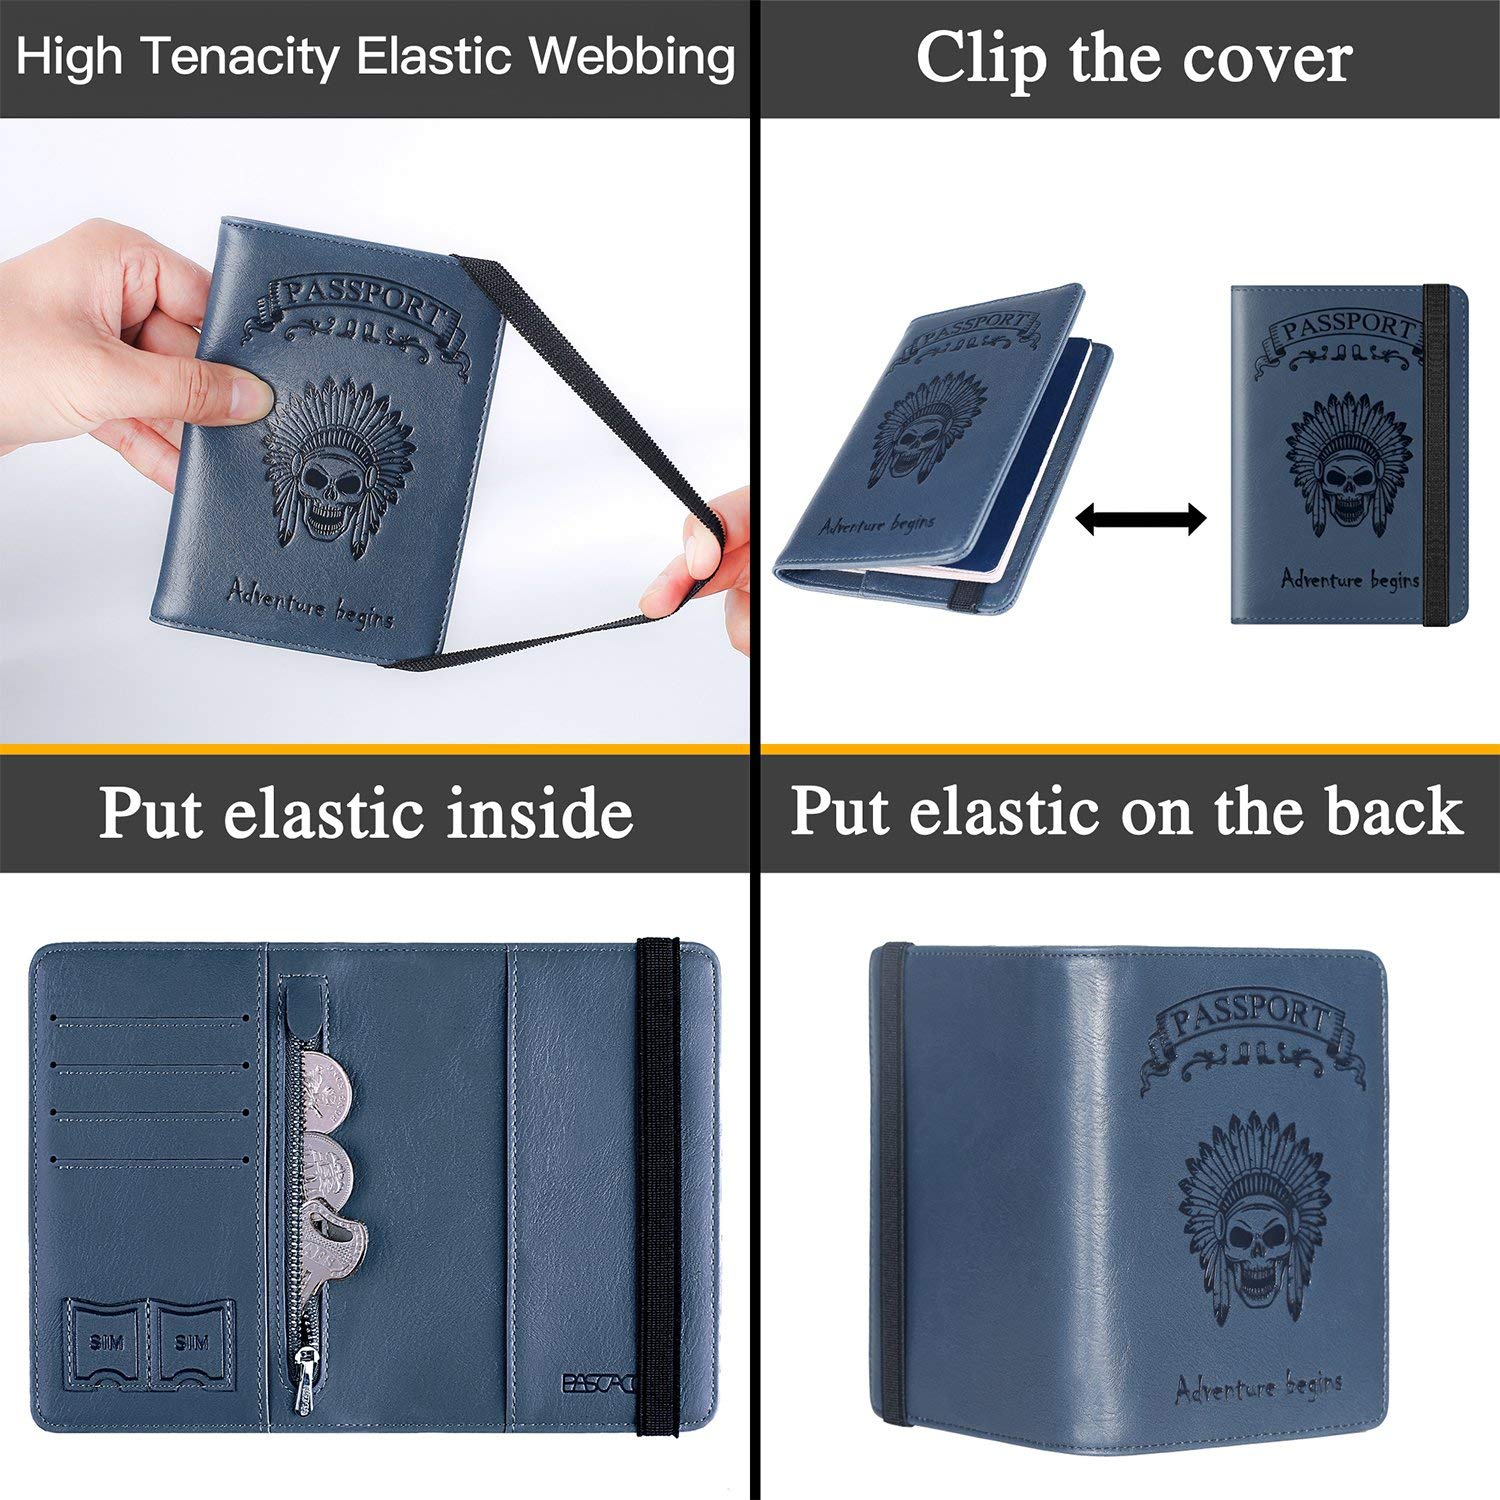 High Tenacity Elastic Webbing
PASSPORT
Adventure begins
Clip the cover
PASSPORT
Adventure begins
PASSPORT
Adventure begins
Put elastic inside
SIM
SIM
Put elastic on the back
PASSPORT
Adventure begins